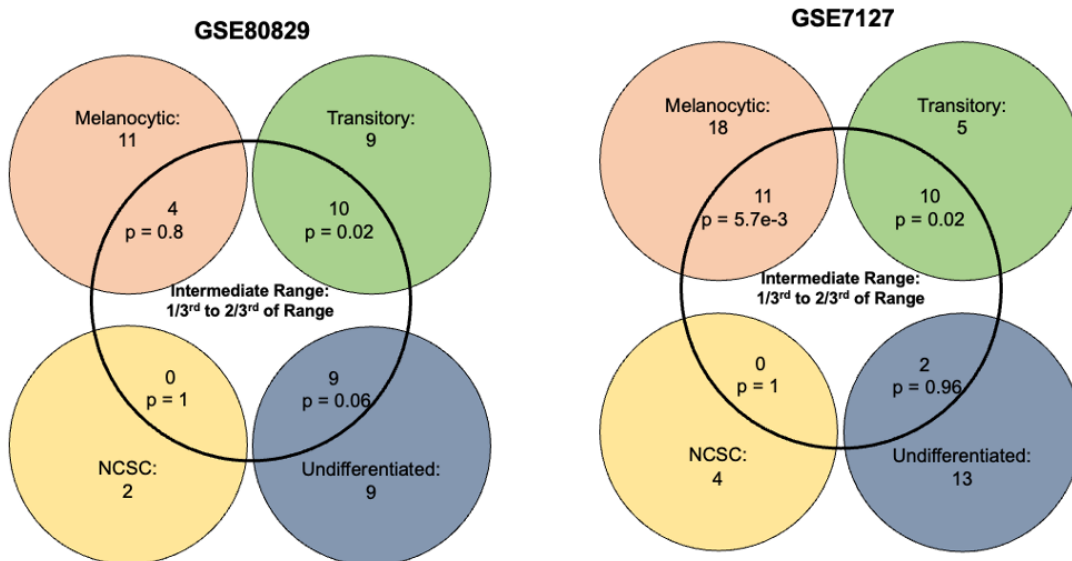 GSE80829
Melanocytic:
11
Transitory:
9
4
p = 0.8
10
p = 0.02
Intermediate Range:
1/3rd to 2/3rd of Range
0
p = 1
9
p = 0.06
NCSC:
2
Undifferentiated:
9
GSE7127
Melanocytic:
18
Transitory:
5
11
p = 5.7e-3
10
p = 0.02
Intermediate Range:
1/3rd to 2/3rd of Range
0
p = 1
2
p = 0.96
NCSC:
4
Undifferentiated:
13